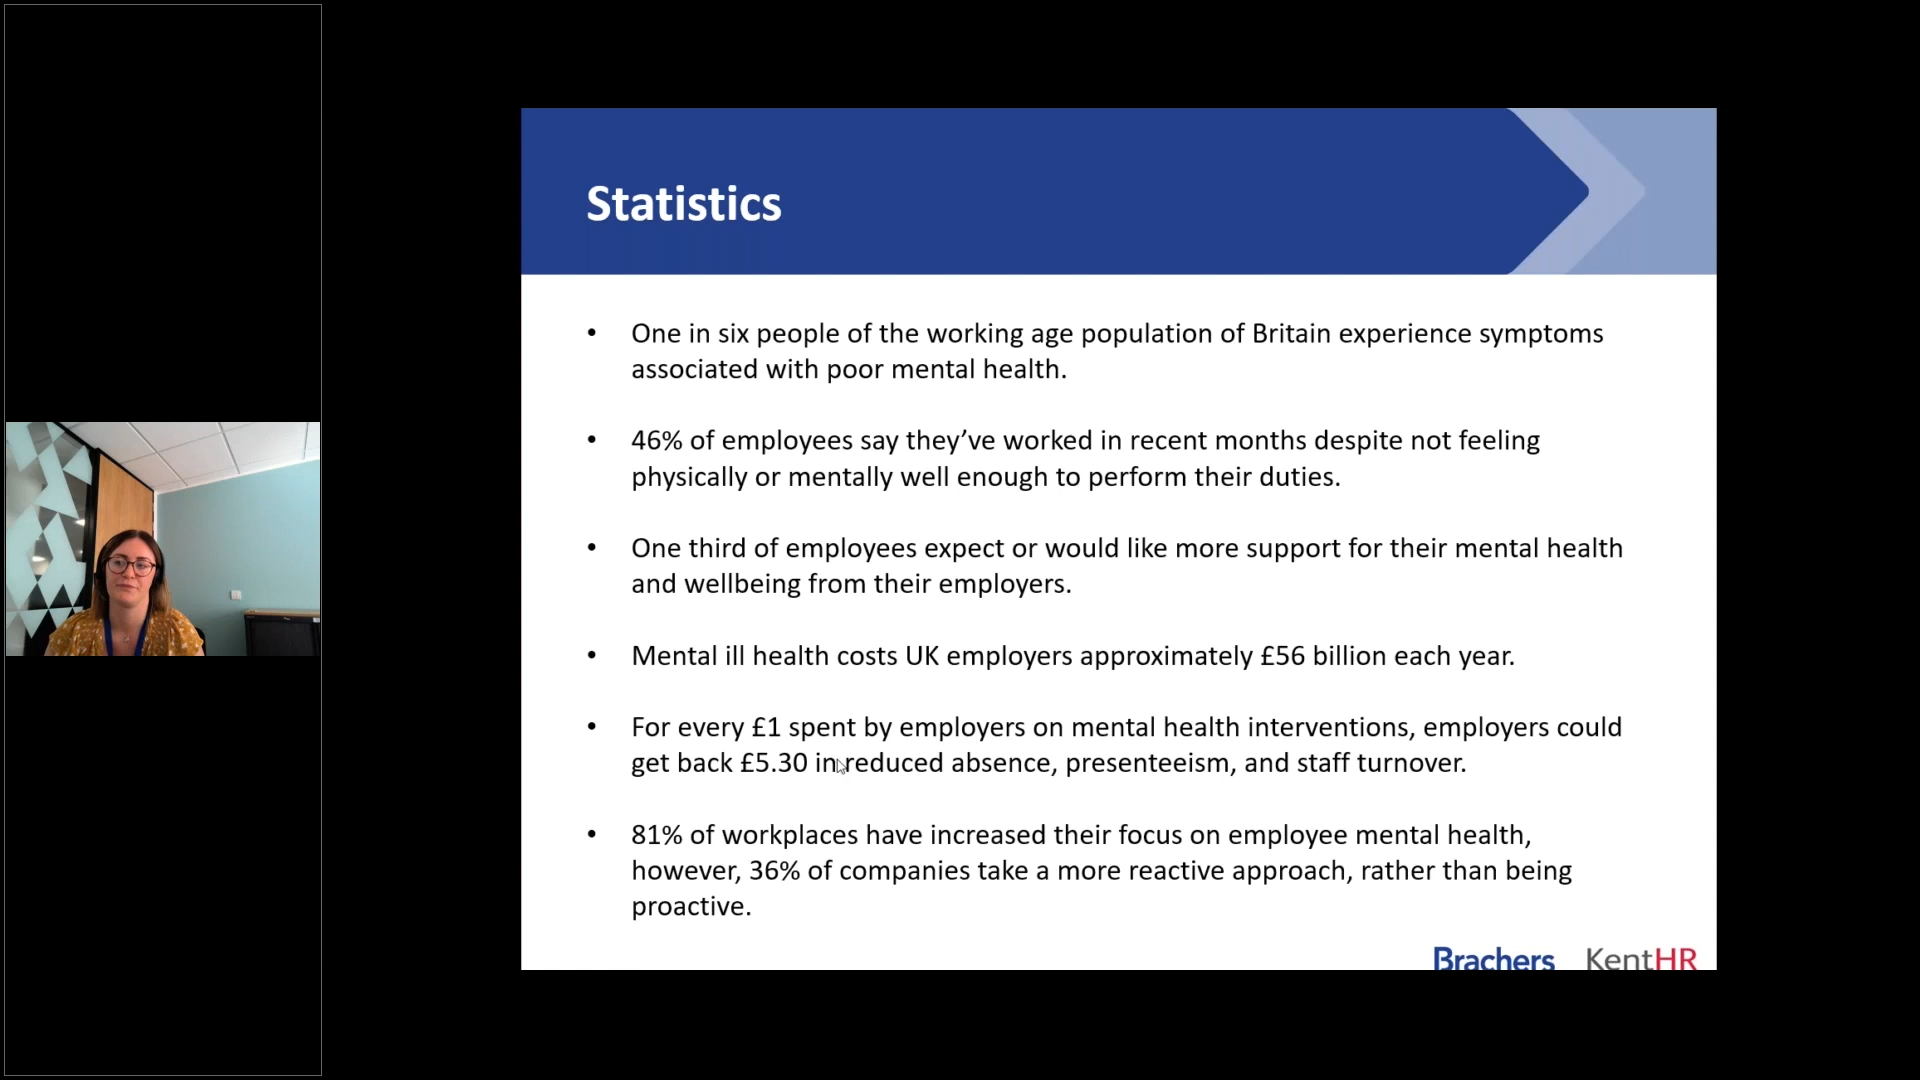 Statistics
• One in six people of the working age population of Britain experience symptoms
associated with poor mental health.
• 46% of employees say they’ve worked in recent months despite not feeling
physically or mentally well enough to perform their duties.
• One third of employees expect or would like more support for their mental health
and wellbeing from their employers.
• Mental ill health costs UK employers approximately £56 billion each year.
• For every £1 spent by employers on mental health interventions, employers could
get back £5.30 in reduced absence, presenteeism, and staff turnover.
• 81% of workplaces have increased their focus on employee mental health,
however, 36% of companies take a more reactive approach, rather than being
proactive.
Brachers KentHR